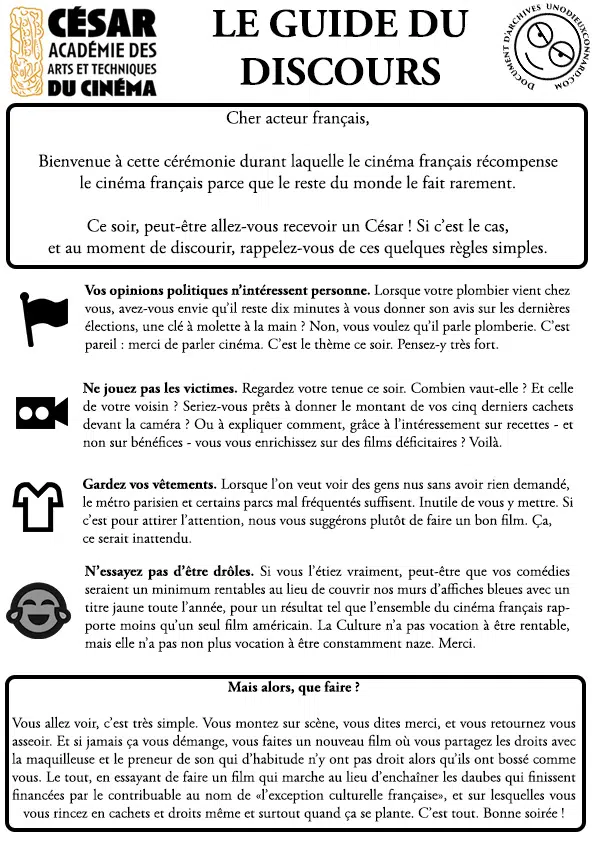 CÉSAR
ACADÉMIE DES
ARTS ET TECHNIQUES
DU CINÉMA
LE GUIDE DU
DISCOURS
DOCUMENT D'ARCHIVES UNODIEUXCONNARD.COM
Cher acteur français,
Bienvenue à cette cérémonie durant laquelle le cinéma français récompense
le cinéma français parce que le reste du monde le fait rarement.
Ce soir, peut-être allez-vous recevoir un César ! Si c'est le cas,
et au moment de discourir, rappelez-vous de ces quelques règles simples.
Vos opinions politiques n'intéressent personne. Lorsque votre plombier vient chez
vous, avez-vous envie qu'il reste dix minutes à vous donner son avis sur les dernières
élections, une clé à molette à la main ? Non, vous voulez qu'il parle plomberie. C'est
pareil : merci de parler cinéma. C'est le thème ce soir. Pensez-y très fort.
Ne jouez pas les victimes. Regardez votre tenue ce soir. Combien vaut-elle ? Et celle
de votre voisin ? Seriez-vous prêts à donner le montant de vos cinq derniers cachets
devant la caméra ? Ou à expliquer comment, grâce à l'intéressement sur recettes - et
non sur bénéfices - vous vous enrichissez sur des films déficitaires ? Voilà.
Gardez vos vêtements. Lorsque l'on veut voir des gens nus sans avoir rien demandé,
le métro parisien et certains parcs mal fréquentés suffisent. Inutile de vous y mettre. Si
c'est pour attirer l'attention, nous vous suggérons plutôt de faire un bon film. Ça,
ce serait inattendu.
N'essayez pas d'être drôles. Si vous l'étiez vraiment, peut-être que vos comédies
seraient un minimum rentables au lieu de couvrir nos murs d'affiches bleues avec un
titre jaune toute l'année, pour un résultat tel que l'ensemble du cinéma français rap-
porte moins qu'un seul film américain. La Culture n'a pas vocation à être rentable,
mais elle n'a pas non plus vocation à être constamment naze. Merci.
Mais alors, que faire ?
Vous allez voir, c'est très simple. Vous montez sur scène, vous dites merci, et vous retournez vous
asseoir. Et si jamais ça vous démange, vous faites un nouveau film où vous partagez les droits avec
la maquilleuse et le preneur de son qui d'habitude n'y ont pas droit alors qu'ils ont bossé comme
vous. Le tout, en essayant de faire un film qui marche au lieu d'enchaîner les daubes qui finissent
financées par le contribuable au nom de «l'exception culturelle française», et sur lesquelles vous
vous rincez en cachets et droits même et surtout quand ça se plante. C'est tout. Bonne soirée !